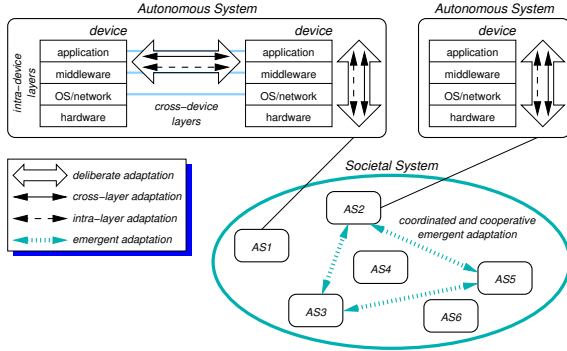 Autonomous System
device
device
intra-device
layers
application
middleware
OS/network
hardware
cross-device
layers
application
middleware
OS/network
hardware
Autonomous System
device
application
middleware
OS/network
hardware
deliberate adaptation
cross-layer adaptation
intra-layer adaptation
emergent adaptation
Societal System
AS1
AS2
coordinated and cooperative
emergent adaptation
AS4
AS5
AS3
AS6